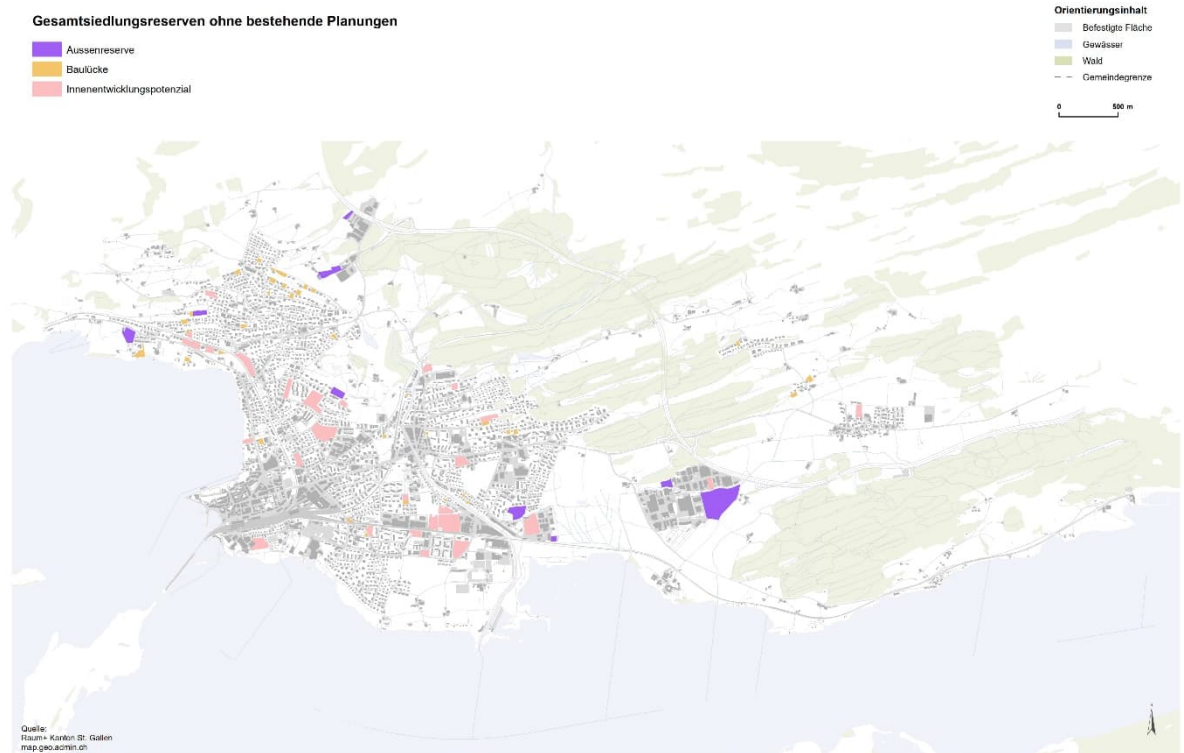 Gesamtsiedlungsreserven ohne bestehende Planungen
Aussenreserve
Baulücke
Innenentwicklungspotenzial
Orientierungsinhalt
Befestigte Fläche
Gewässer
Wald
Gemeindegrenze
0 500 m
Quelle:
Raum+ Kanton St. Gallen
map.geo.admin.ch